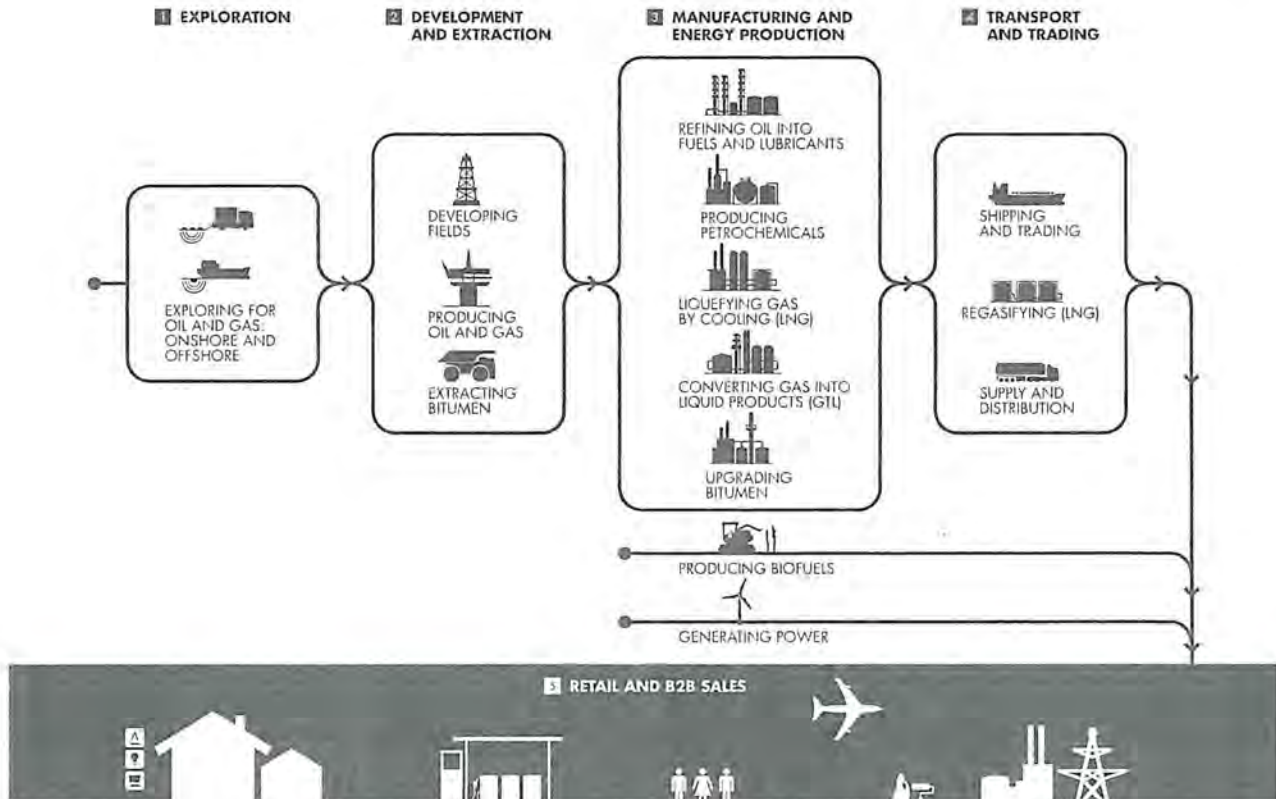 1 EXPLORATION
2 DEVELOPMENT
AND EXTRACTION
3 MANUFACTURING AND
ENERGY PRODUCTION
4 TRANSPORT
AND TRADING
EXPLORING FOR
OIL AND GAS:
ONSHORE AND
OFFSHORE
DEVELOPING
FIELDS
PRODUCING
OIL AND GAS
EXTRACTING
BITUMEN
REFINING OIL INTO
FUELS AND LUBRICANTS
PRODUCING
PETROCHEMICALS
LIQUEFYING GAS
BY COOLING (LNG)
CONVERTING GAS INTO
LIQUID PRODUCTS (GTL)
UPGRADING
BITUMEN
SHIPPING
AND TRADING
REGASIFYING (LNG)
SUPPLY AND
DISTRIBUTION
PRODUCING BIOFUELS
GENERATING POWER
5 RETAIL AND B2B SALES